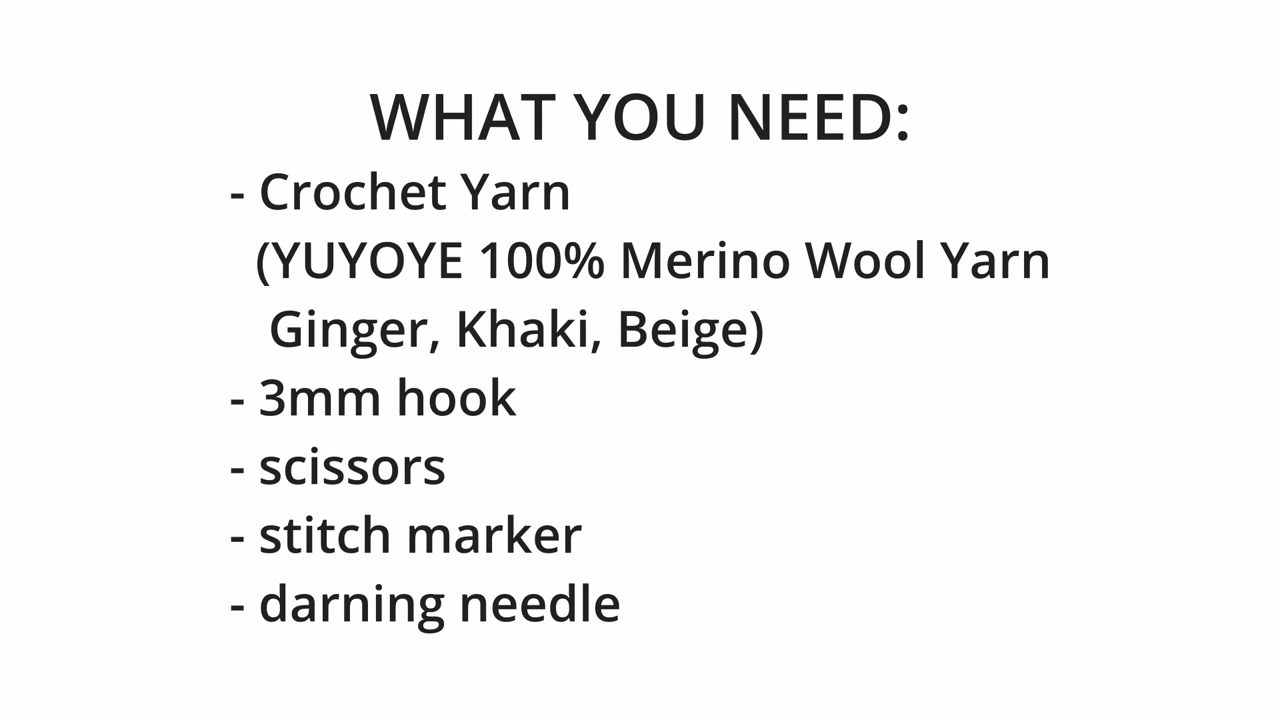 WHAT YOU NEED:
- Crochet Yarn
(YUYOYE 100% Merino Wool Yarn
Ginger, Khaki, Beige)
- 3mm hook
- scissors
- stitch marker
- darning needle